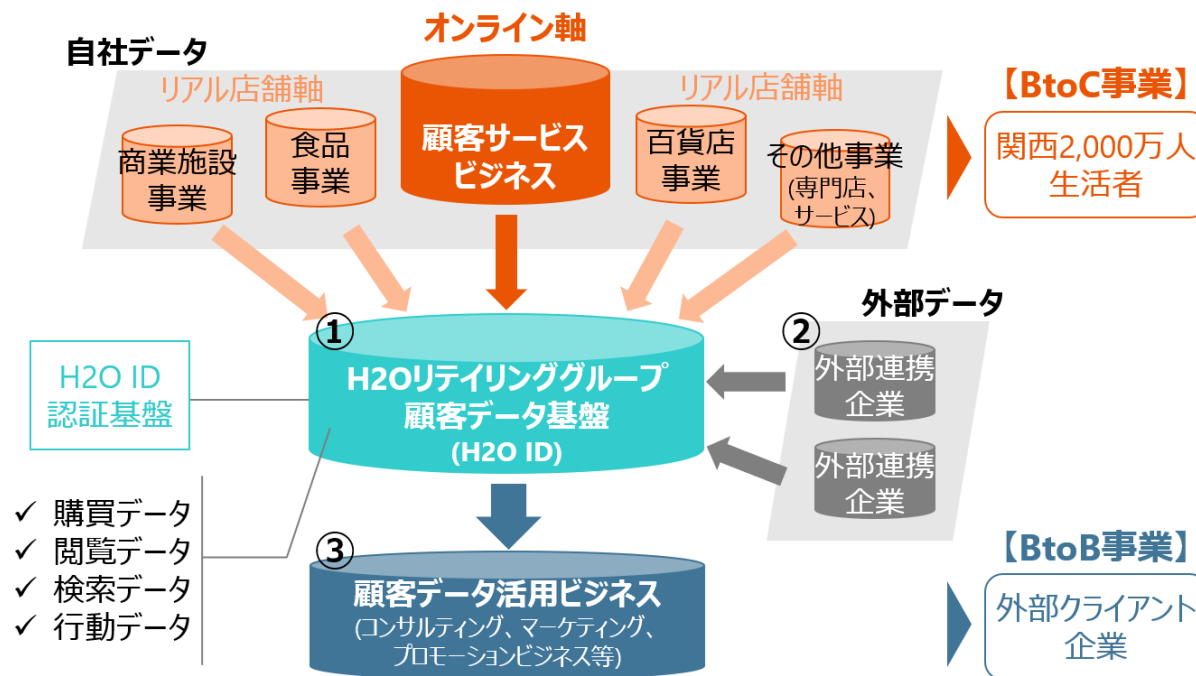 オンライン軸
自社データ
リアル店舗軸
リアル店舗軸
商業施設
事業
食品
事業
顧客サービス
ビジネス
百貨店
事業
その他事業
(専門店、
サービス)
【BtoC事業】
関西2,000万人
生活者
①
H2Oリテイリンググループ
顧客データ基盤
(H2O ID)
H2O ID
認証基盤
外部データ
②
外部連携
企業
外部連携
企業
✓ 購買データ
✓ 閲覧データ
✓ 検索データ
✓ 行動データ
③
顧客データ活用ビジネス
(コンサルティング、マーケティング、
プロモーションビジネス等)
【BtoB事業】
外部クライアント
企業